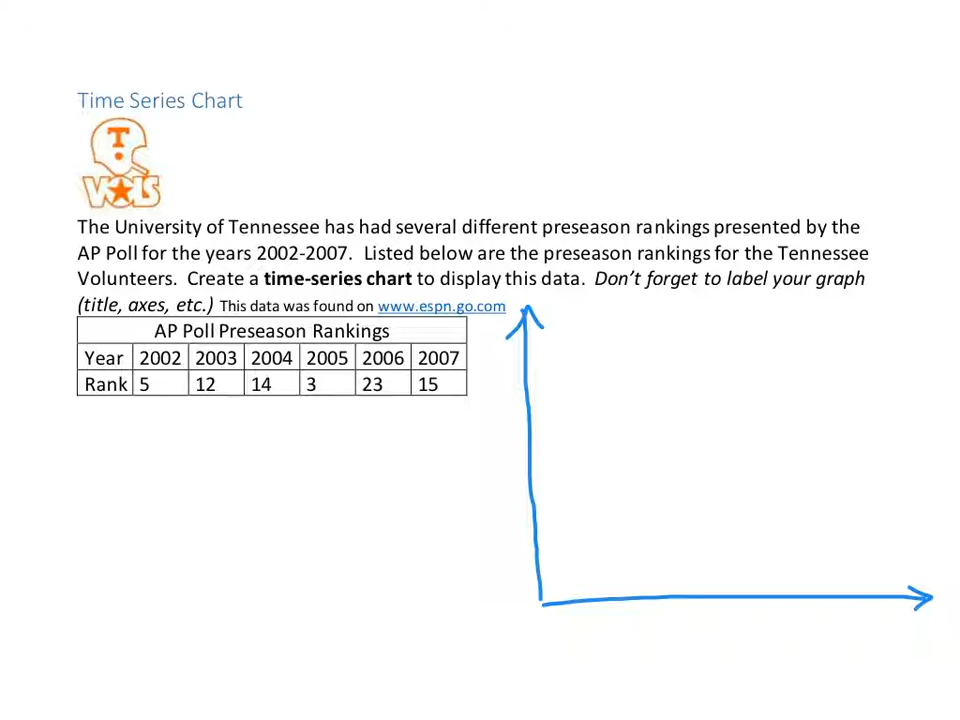 Time Series Chart
T
VOLS
The University of Tennessee has had several different preseason rankings presented by the
AP Poll for the years 2002-2007.  Listed below are the preseason rankings for the Tennessee
Volunteers.  Create a time-series chart to display this data.  Don’t forget to label your graph
(title, axes, etc.) This data was found on www.espn.go.com
AP Poll Preseason Rankings
Year 2002 2003 2004 2005 2006 2007
Rank 5 12 14 3 23 15